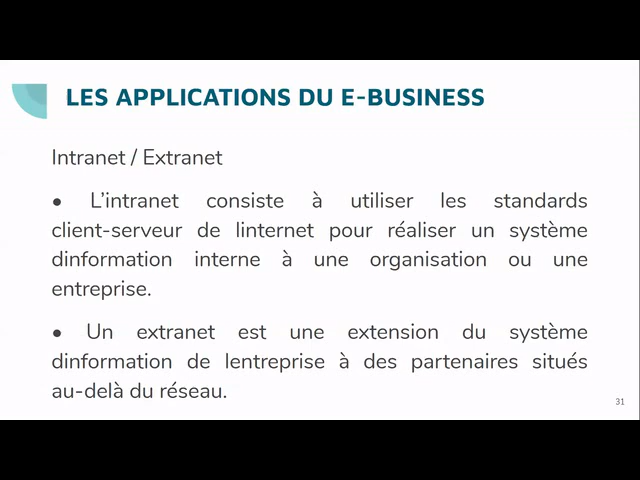 LES APPLICATIONS DU E-BUSINESS
Intranet / Extranet
• L’intranet consiste à utiliser les standards
client-serveur de linternet pour réaliser un système
dinformation interne à une organisation ou une
entreprise.
• Un extranet est une extension du système
dinformation de lentreprise à des partenaires situés
au-delà du réseau.
31